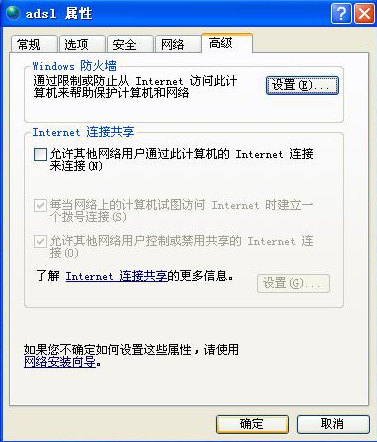 adsl 属性
常规 选项 安全 网络 高级
Windows 防火墙
通过限制或防止从 Internet 访问此计
算机来帮助保护计算机和网络
设置(E)...
Internet 连接共享
允许其他网络用户通过此计算机的 Internet 连接
来连接(N)
每当网络上的计算机试图访问 Internet 时建立一
个拨号连接(S)
允许其他网络用户控制或禁用共享的 Internet 连
接(O)
了解 Internet 连接共享的更多信息。
设置(G)...
如果您不确定如何设置这些属性，请使用
网络安装向导。
确定 取消